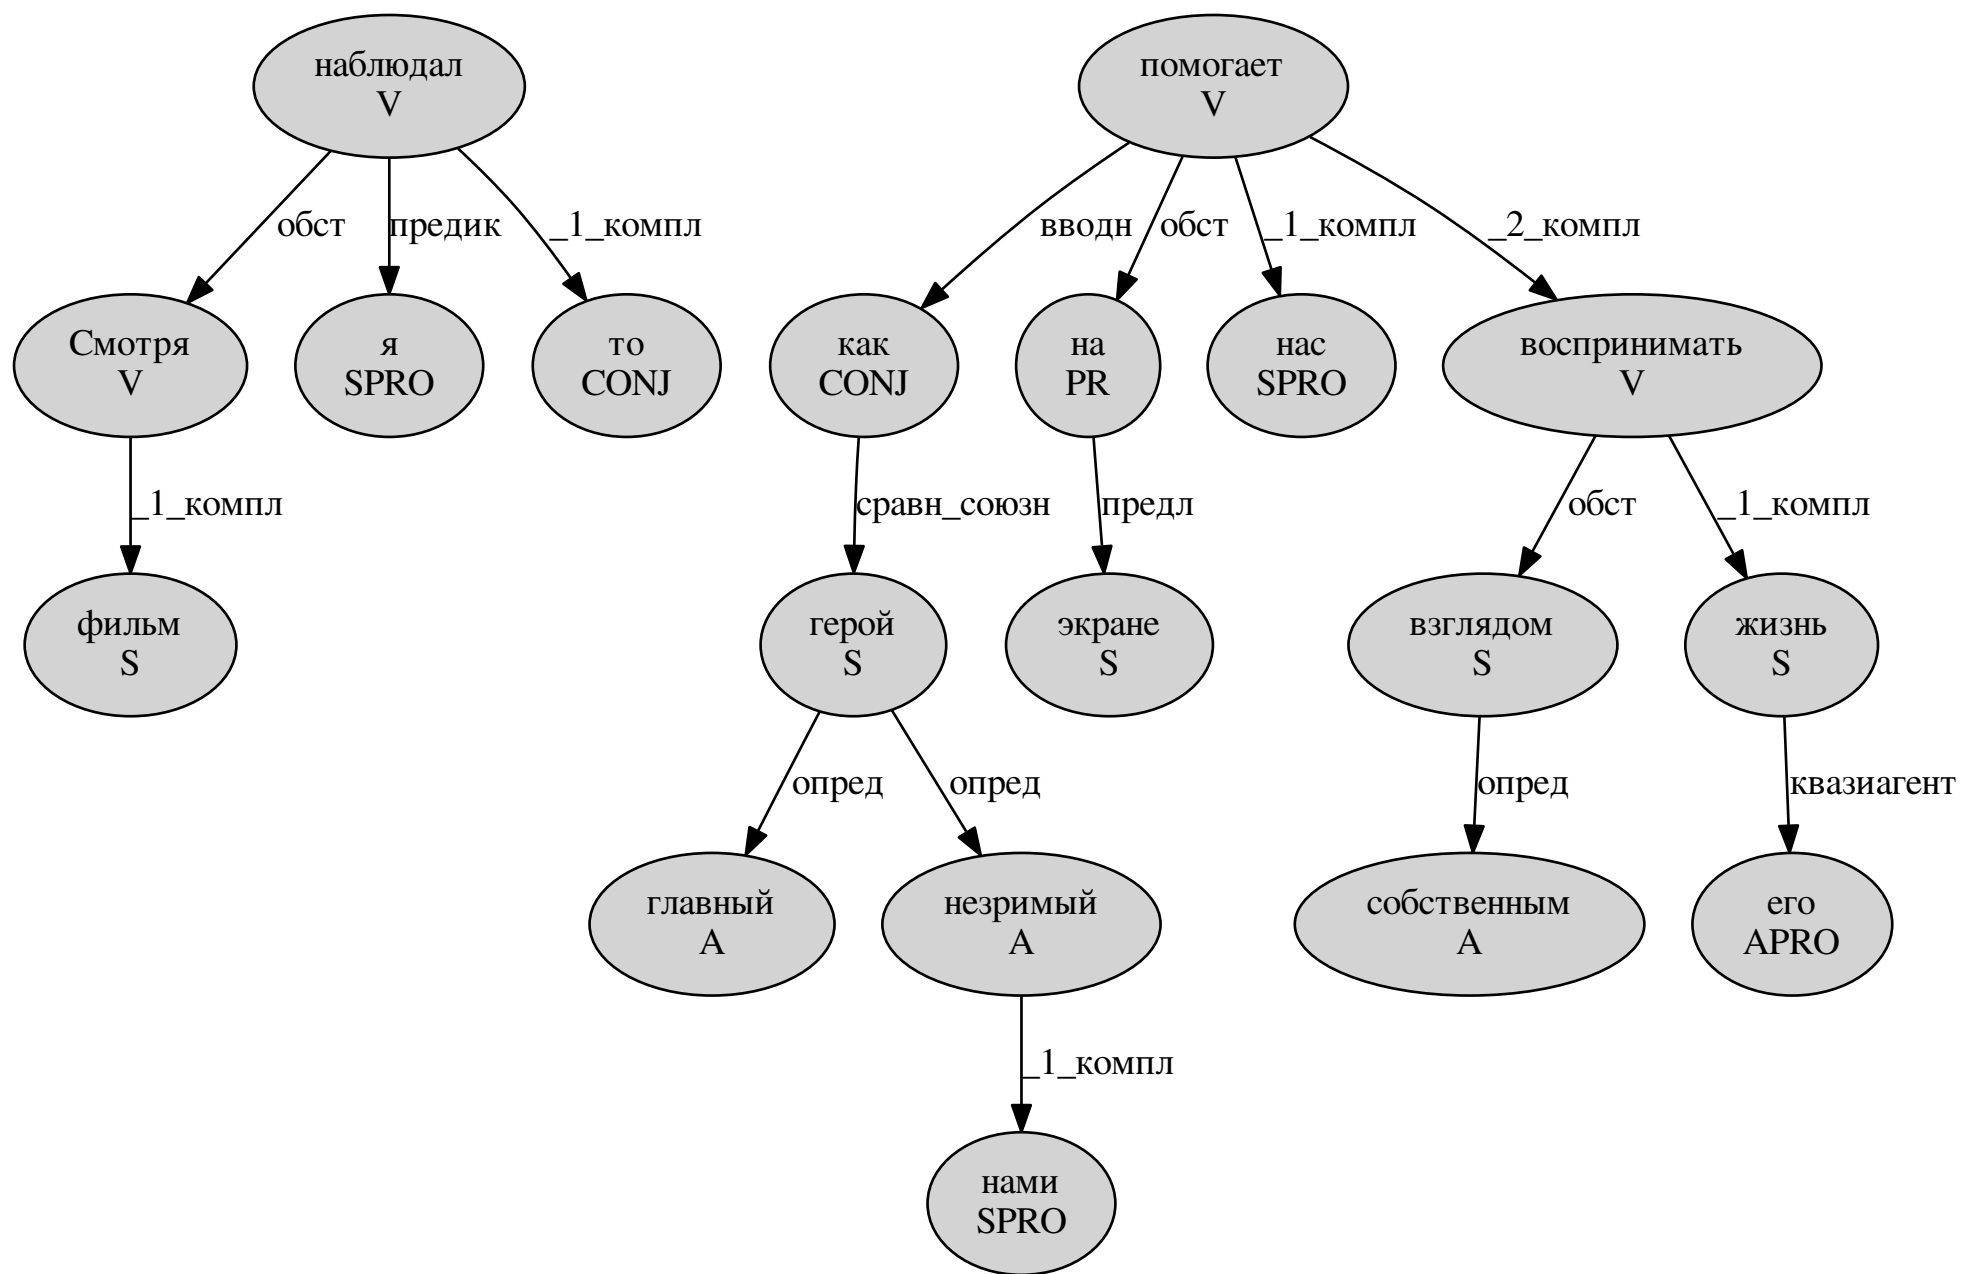 наблюдал
V
помогает
V
обст
предик
_1_компл
вводн
обст
_1_компл
_2_компл
Смотря
V
я
SPRO
то
CONJ
как
CONJ
на
PR
нас
SPRO
воспринимать
V
_1_компл
сравн_союзн
предл
обст
_1_компл
фильм
S
герой
S
экране
S
взглядом
S
жизнь
S
опред
опред
опред
квазиагент
главный
A
незримый
A
собственным
A
его
APRO
_1_компл
нами
SPRO